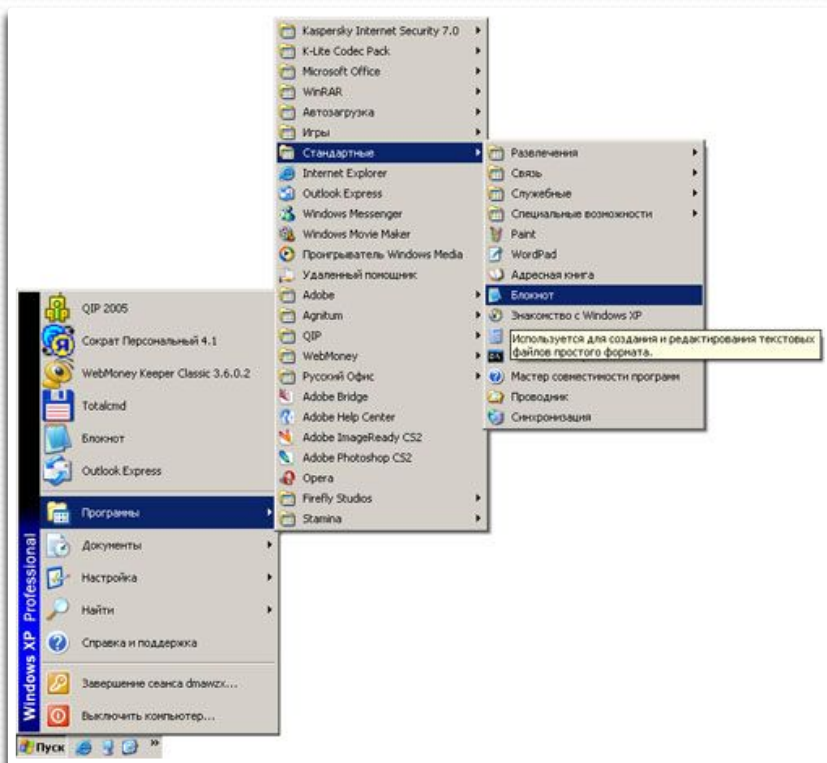 Kaspersky Internet Security 7.0
K-Lite Codec Pack
Microsoft Office
WinRAR
Автозагрузка
Игры
Стандартные
Internet Explorer
Outlook Express
Windows Messenger
Windows Movie Maker
Проигрыватель Windows Media
Удаленный помощник
Adobe
Agnitum
QIP
WebMoney
Русский Офис
Adobe Bridge
Adobe Help Center
Adobe ImageReady CS2
Adobe Photoshop CS2
Opera
Firefly Studios
Stamina
Развлечения
Связь
Служебные
Специальные возможности
Paint
WordPad
Адресная книга
Блокнот
Знакомство с Windows XP
Используется для создания и редактирования текстовых
файлов простого формата.
Мастер совместимости программ
Проводник
Синхронизация
QIP 2005
Сократ Персональный 4.1
WebMoney Keeper Classic 3.6.0.2
Totalcmd
Блокнот
Outlook Express
Программы
Документы
Настройка
Найти
Справка и поддержка
Завершение сеанса dmawzx...
Выключить компьютер...
Windows XP Professional
Пуск